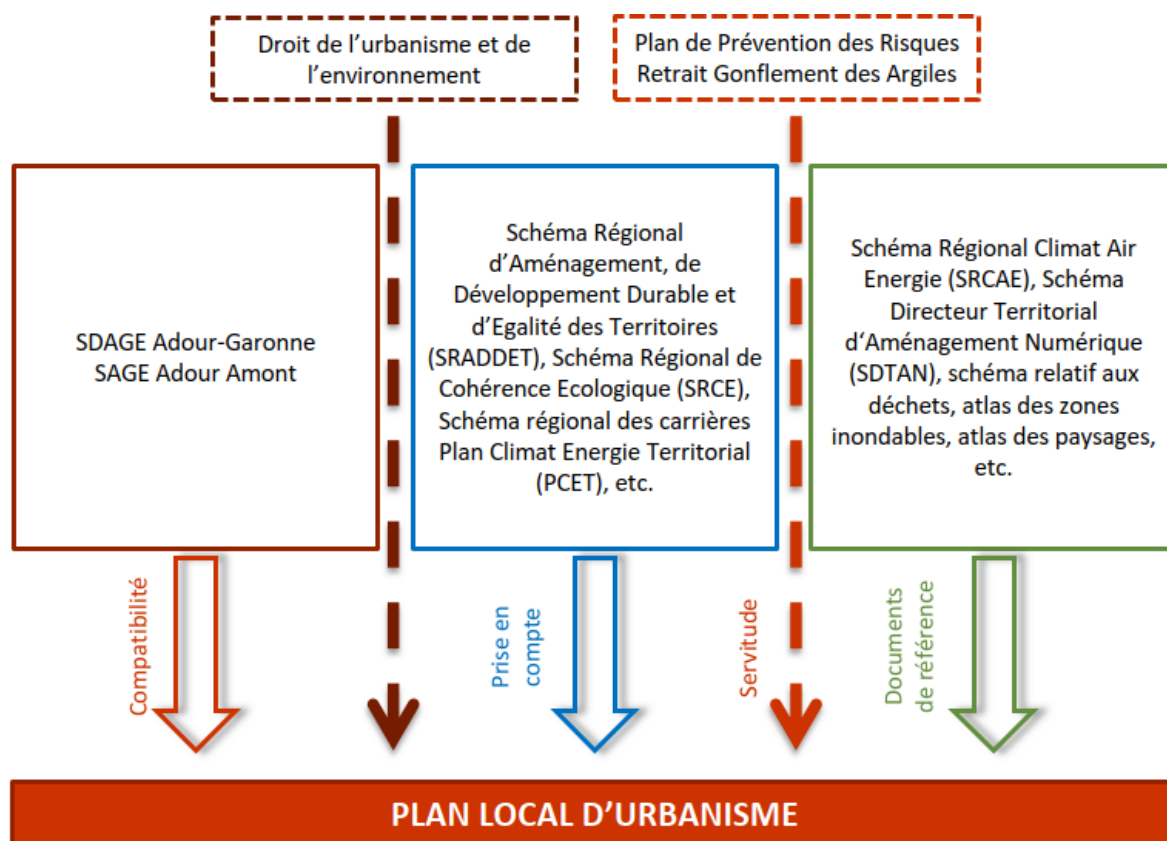 Droit de l'urbanisme et de
l'environnement
Plan de Prévention des Risques
Retrait Gonflement des Argiles
SDAGE Adour-Garonne
SAGE Adour Amont
Schéma Régional
d'Aménagement, de
Développement Durable et
d'Egalité des Territoires
(SRADDET), Schéma Régional de
Cohérence Ecologique (SRCE),
Schéma régional des carrières
Plan Climat Energie Territorial
(PCET), etc.
Schéma Régional Climat Air
Energie (SRCAE), Schéma
Directeur Territorial
d'Aménagement Numérique
(SDTAN), schéma relatif aux
déchets, atlas des zones
inondables, atlas des paysages,
etc.
Compatibilité
Prise en
compte
Servitude
Documents
de référence
PLAN LOCAL D'URBANISME